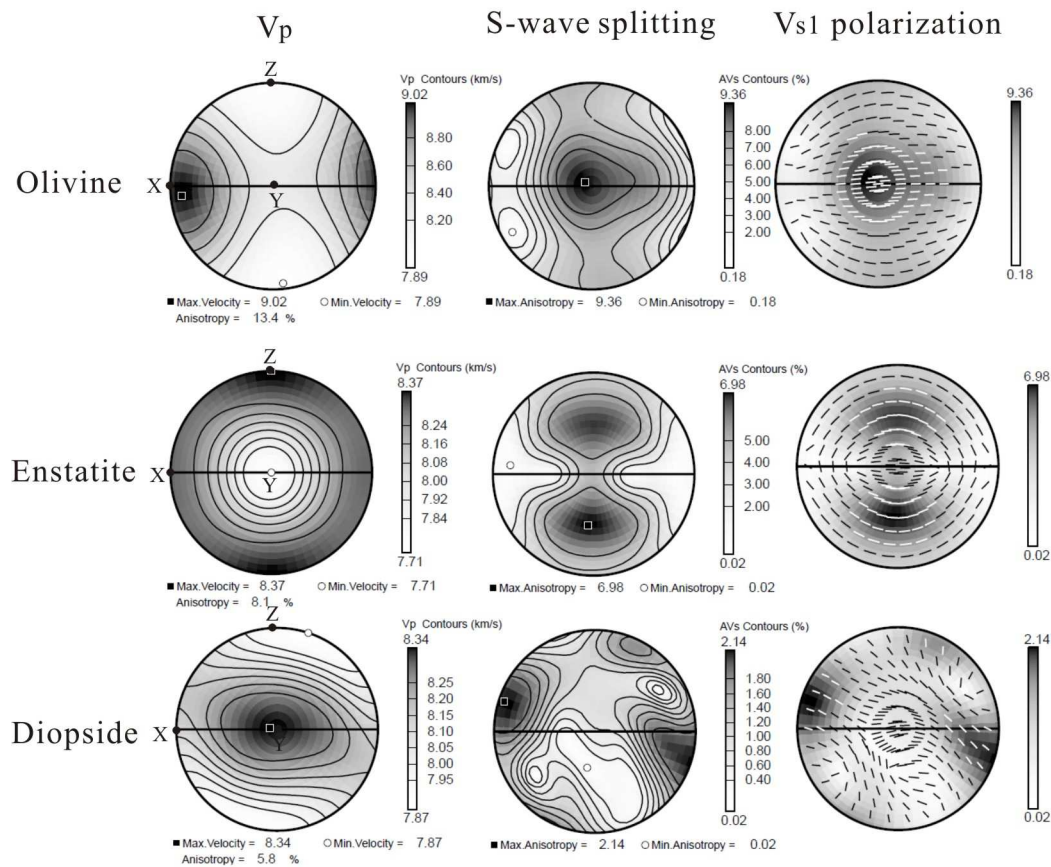 Vp S-wave splitting Vs1 polarization
Olivine
Z
X
Y
Vp Contours (km/s)
9.02
8.80
8.60
8.40
8.20
7.89
■ Max.Velocity = 9.02 ○ Min.Velocity = 7.89
Anisotropy = 13.4 %
AVs Contours (%)
9.36
8.00
7.00
6.00
5.00
4.00
3.00
2.00
0.18
■ Max.Anisotropy = 9.36 ○ Min.Anisotropy = 0.18
9.36
0.18
Enstatite
Z
X
Y
Vp Contours (km/s)
8.37
8.24
8.16
8.08
8.00
7.92
7.84
7.71
■ Max.Velocity = 8.37 ○ Min.Velocity = 7.71
Anisotropy = 8.1 %
AVs Contours (%)
6.98
5.00
4.00
3.00
2.00
0.02
■ Max.Anisotropy = 6.98 ○ Min.Anisotropy = 0.02
6.98
0.02
Diopside
Z
X
Y
Vp Contours (km/s)
8.34
8.25
8.20
8.15
8.10
8.05
8.00
7.95
7.87
■ Max.Velocity = 8.34 ○ Min.Velocity = 7.87
Anisotropy = 5.8 %
AVs Contours (%)
2.14
1.80
1.60
1.40
1.20
1.00
0.80
0.60
0.40
0.02
■ Max.Anisotropy = 2.14 ○ Min.Anisotropy = 0.02
2.14
0.02